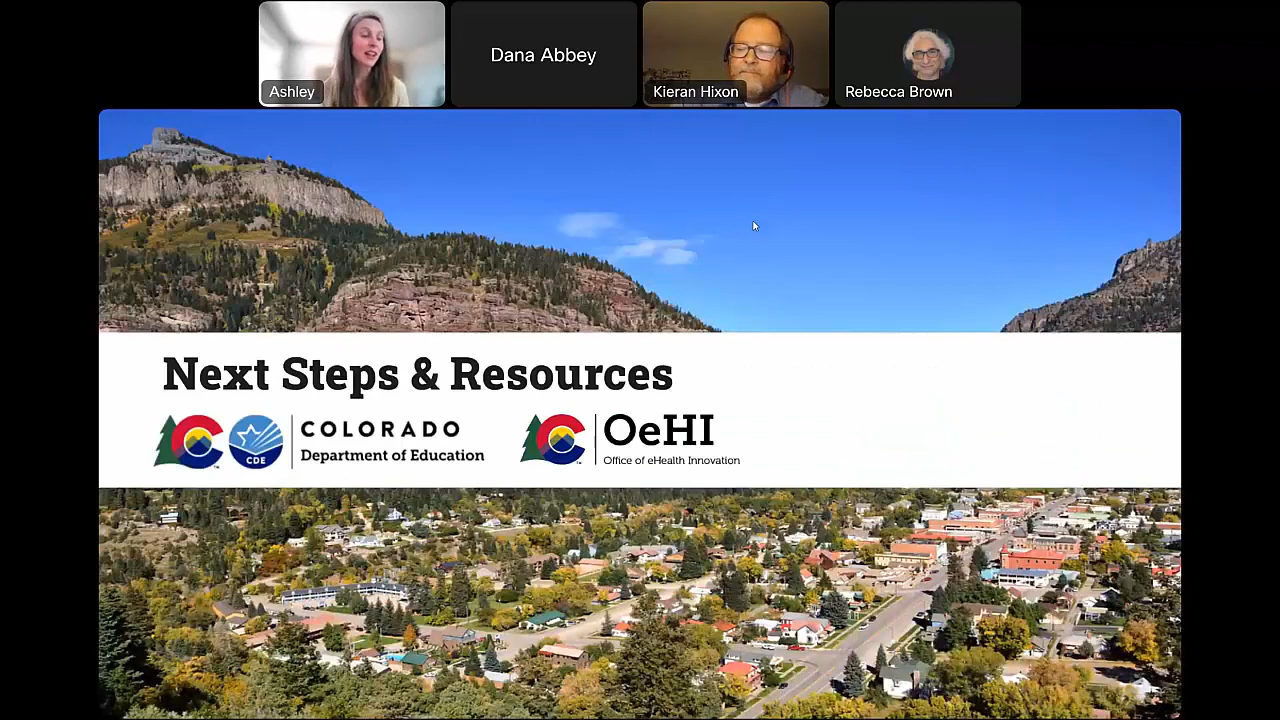 Ashley
Dana Abbey
Kieran Hixon
Rebecca Brown
Next Steps & Resources
CDE
COLORADO
Department of Education
OeHI
Office of eHealth Innovation